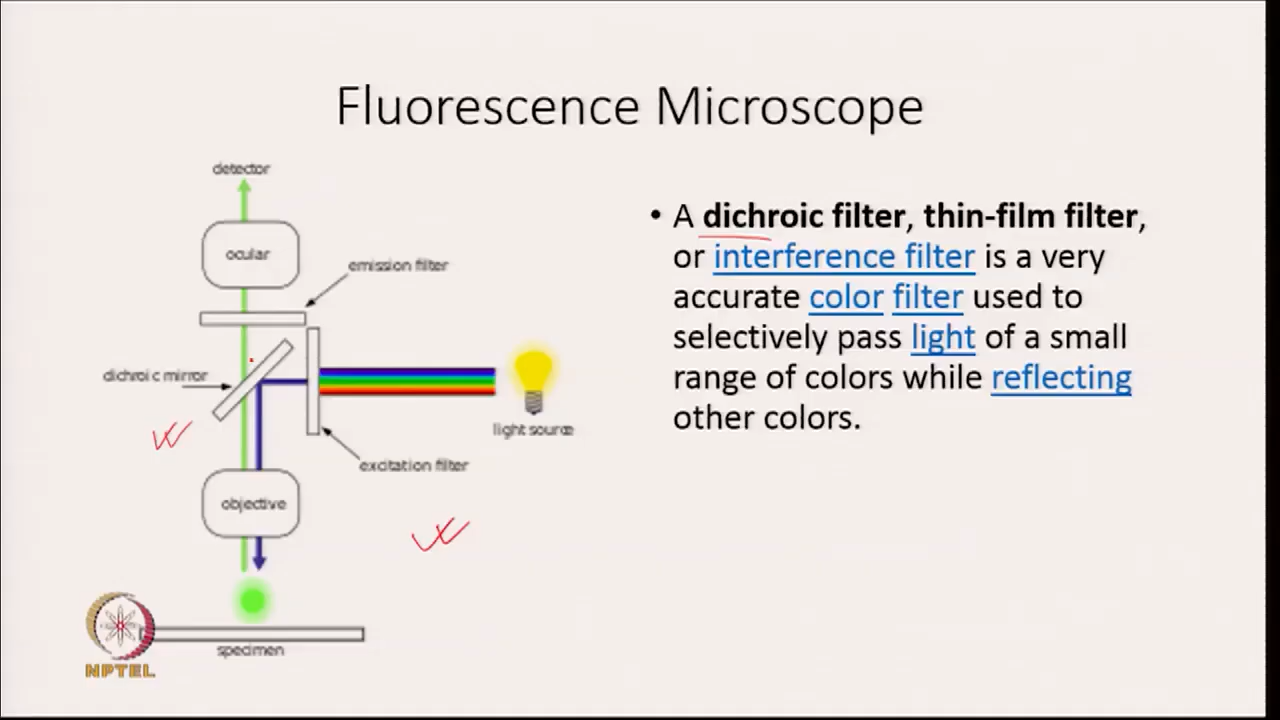 Fluorescence Microscope
detector
ocular
emission filter
dichroic mirror
light source
excitation filter
objective
specimen
NPTEL
• A dichroic filter, thin-film filter,
or interference filter is a very
accurate color filter used to
selectively pass light of a small
range of colors while reflecting
other colors.